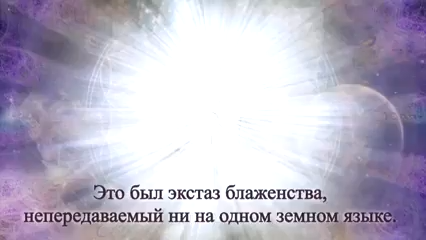 Это был экстаз блаженства,
непередаваемый ни на одном земном языке.